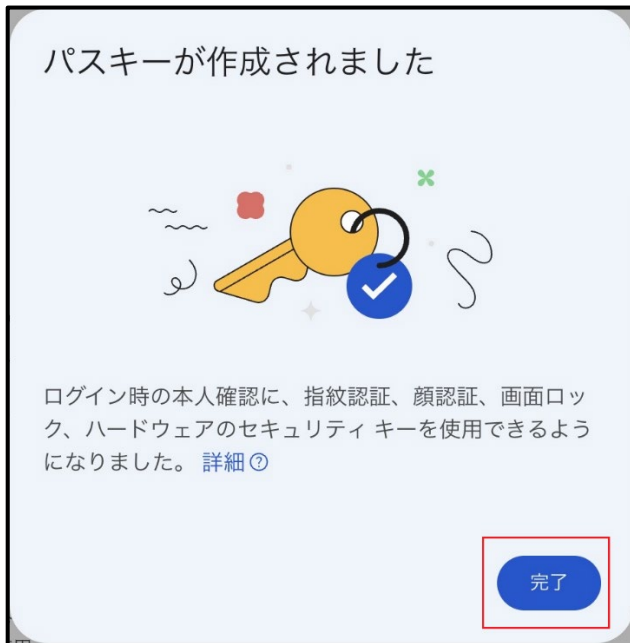 パスキーが作成されました
ログイン時の本人確認に、指紋認証、顔認証、画面ロッ
ク、ハードウェアのセキュリティ キーを使用できるよう
になりました。 詳細
完了